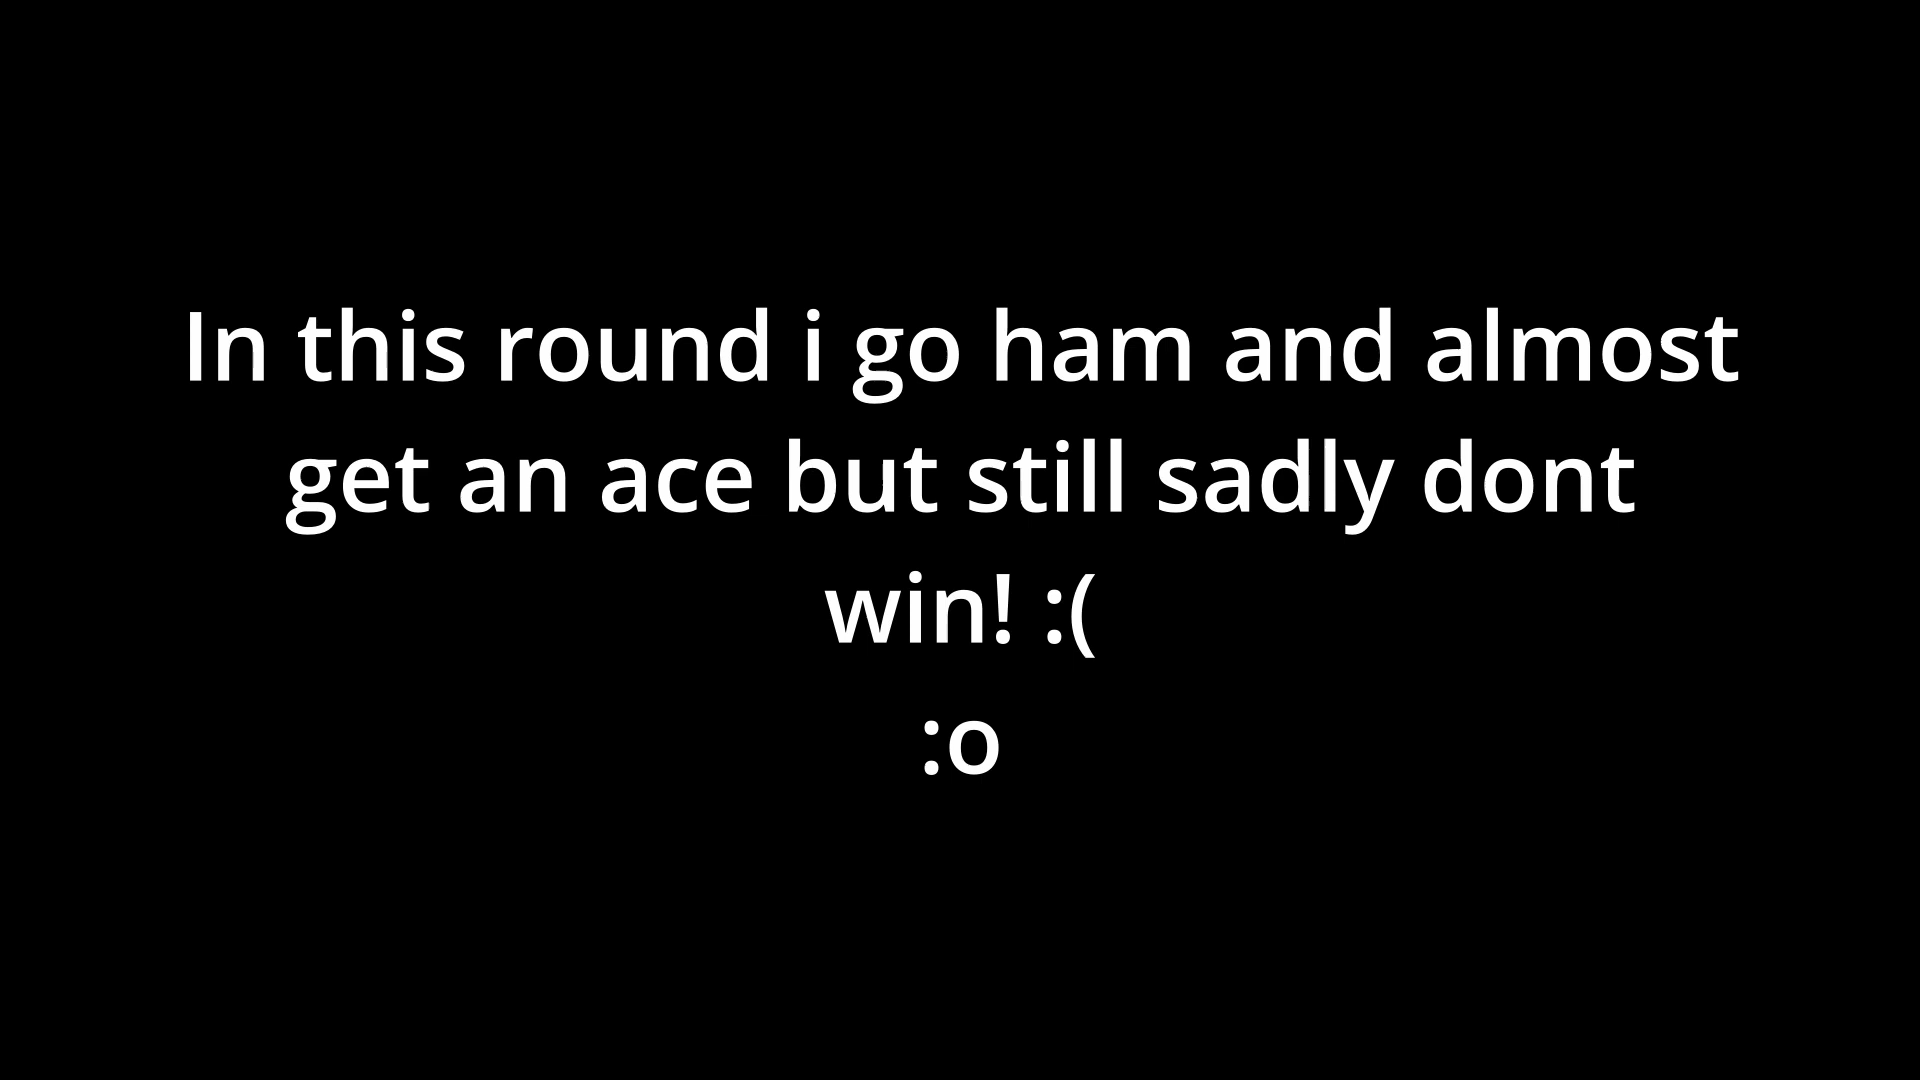 In this round i go ham and almost
get an ace but still sadly dont
win! :(
:o